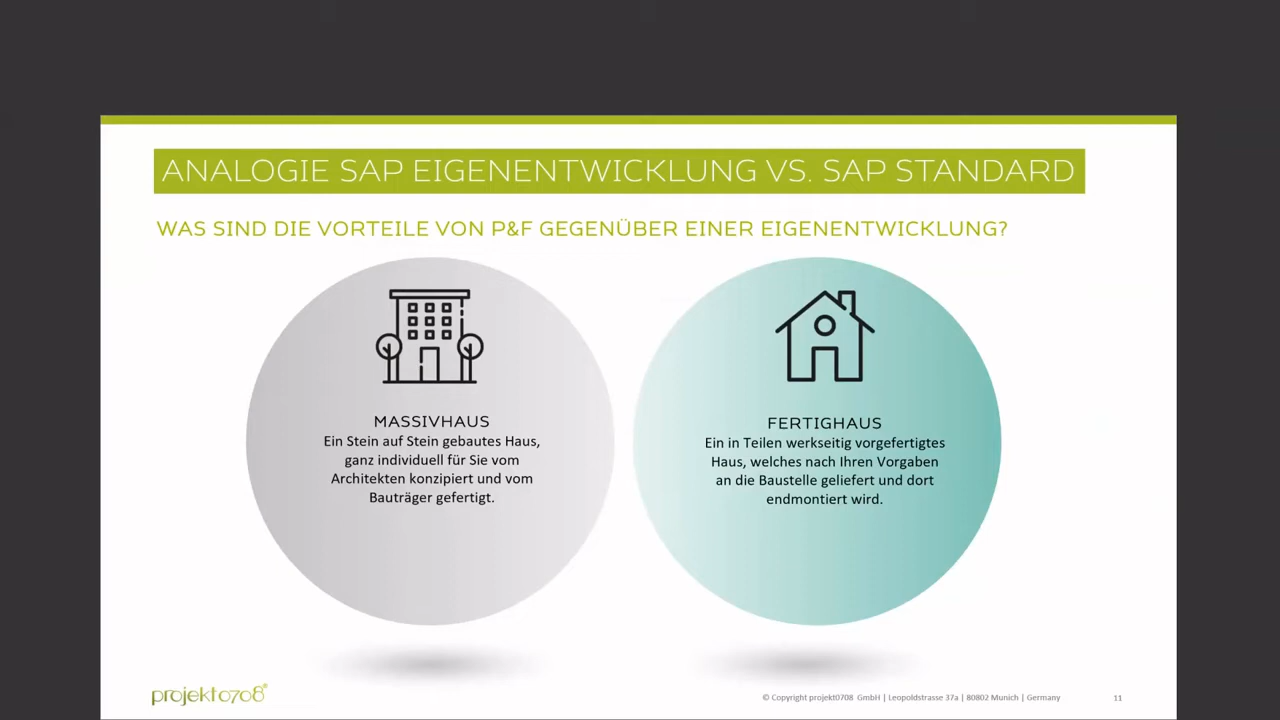 ANALOGIE SAP EIGENENTWICKLUNG VS. SAP STANDARD
WAS SIND DIE VORTEILE VON P&F GEGENÜBER EINER EIGENENTWICKLUNG?
MASSIVHAUS
Ein Stein auf Stein gebautes Haus,
ganz individuell für Sie vom
Architekten konzipiert und vom
Bauträger gefertigt.
FERTIGHAUS
Ein in Teilen werkseitig vorgefertigtes
Haus, welches nach Ihren Vorgaben
an die Baustelle geliefert und dort
endmontiert wird.
projekt0708®
© Copyright projekt0708 GmbH | Leopoldstrasse 37a | 80802 Munich | Germany
11